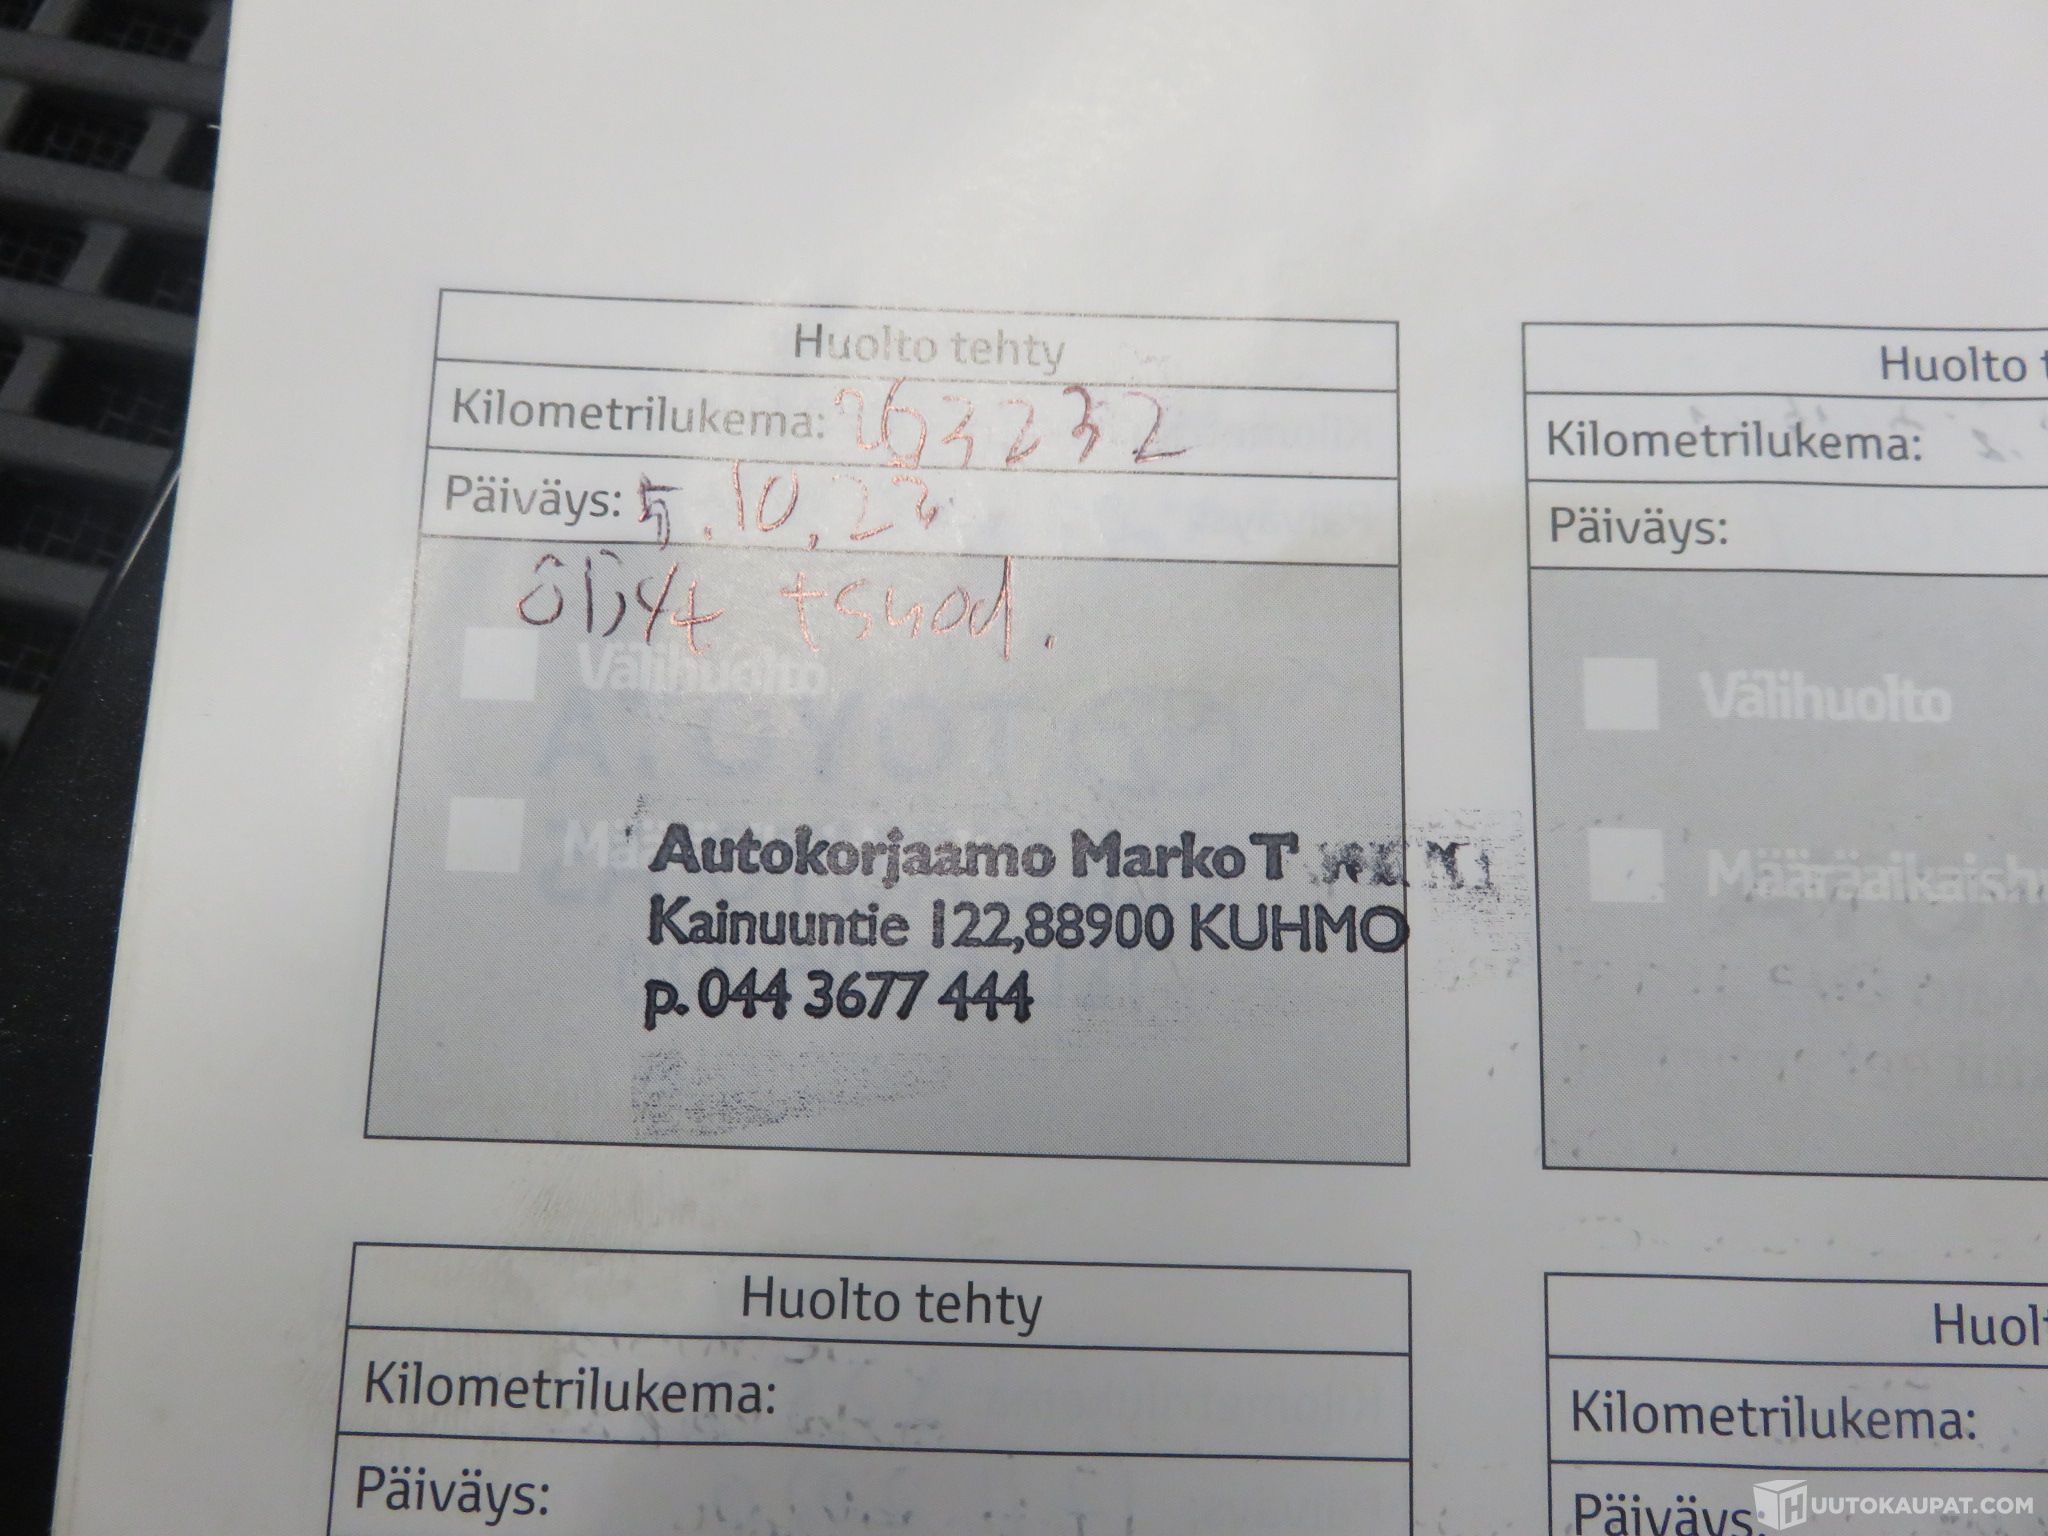 Huolto tehty
Kilometrilukema: 263232
Päiväys: 5.10.22
öljyt + suod.
Välihuolto
Autokorjaamo Marko T
Kainuuntie 122,88900 KUHMO
p. 044 3677 444
Huolto
Kilometrilukema:
Päiväys:
Välihuolto
Määräaikaish
Huolto tehty
Kilometrilukema:
Päiväys:
Huol
Kilometrilukema:
Päiväys:
HUUTOKAUPAT.COM